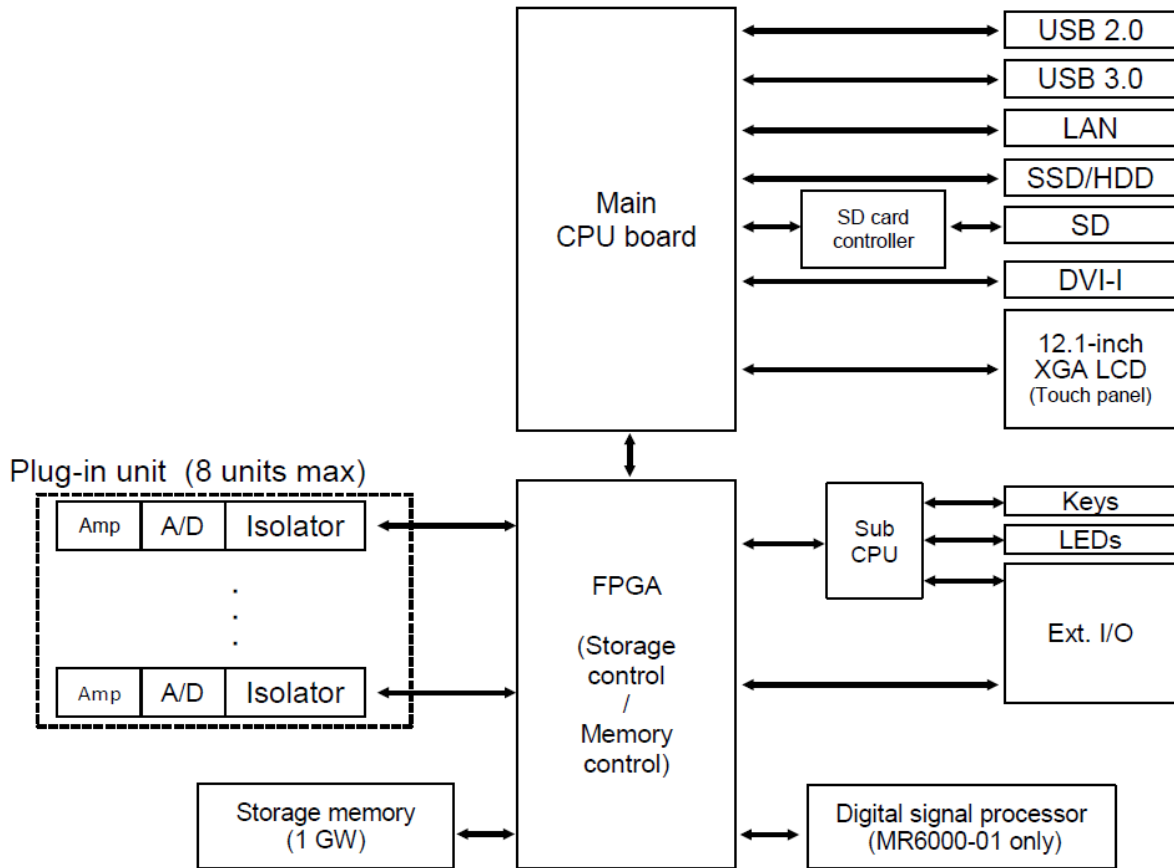 USB 2.0
USB 3.0
LAN
SSD/HDD
Main
CPU board
SD card
controller
SD
DVI-I
12.1-inch
XGA LCD
(Touch panel)
Plug-in unit (8 units max)
Amp A/D Isolator
.
.
.
Amp A/D Isolator
FPGA
(Storage
control
/
Memory
control)
Sub
CPU
Keys
LEDs
Ext. I/O
Storage memory
(1 GW)
Digital signal processor
(MR6000-01 only)